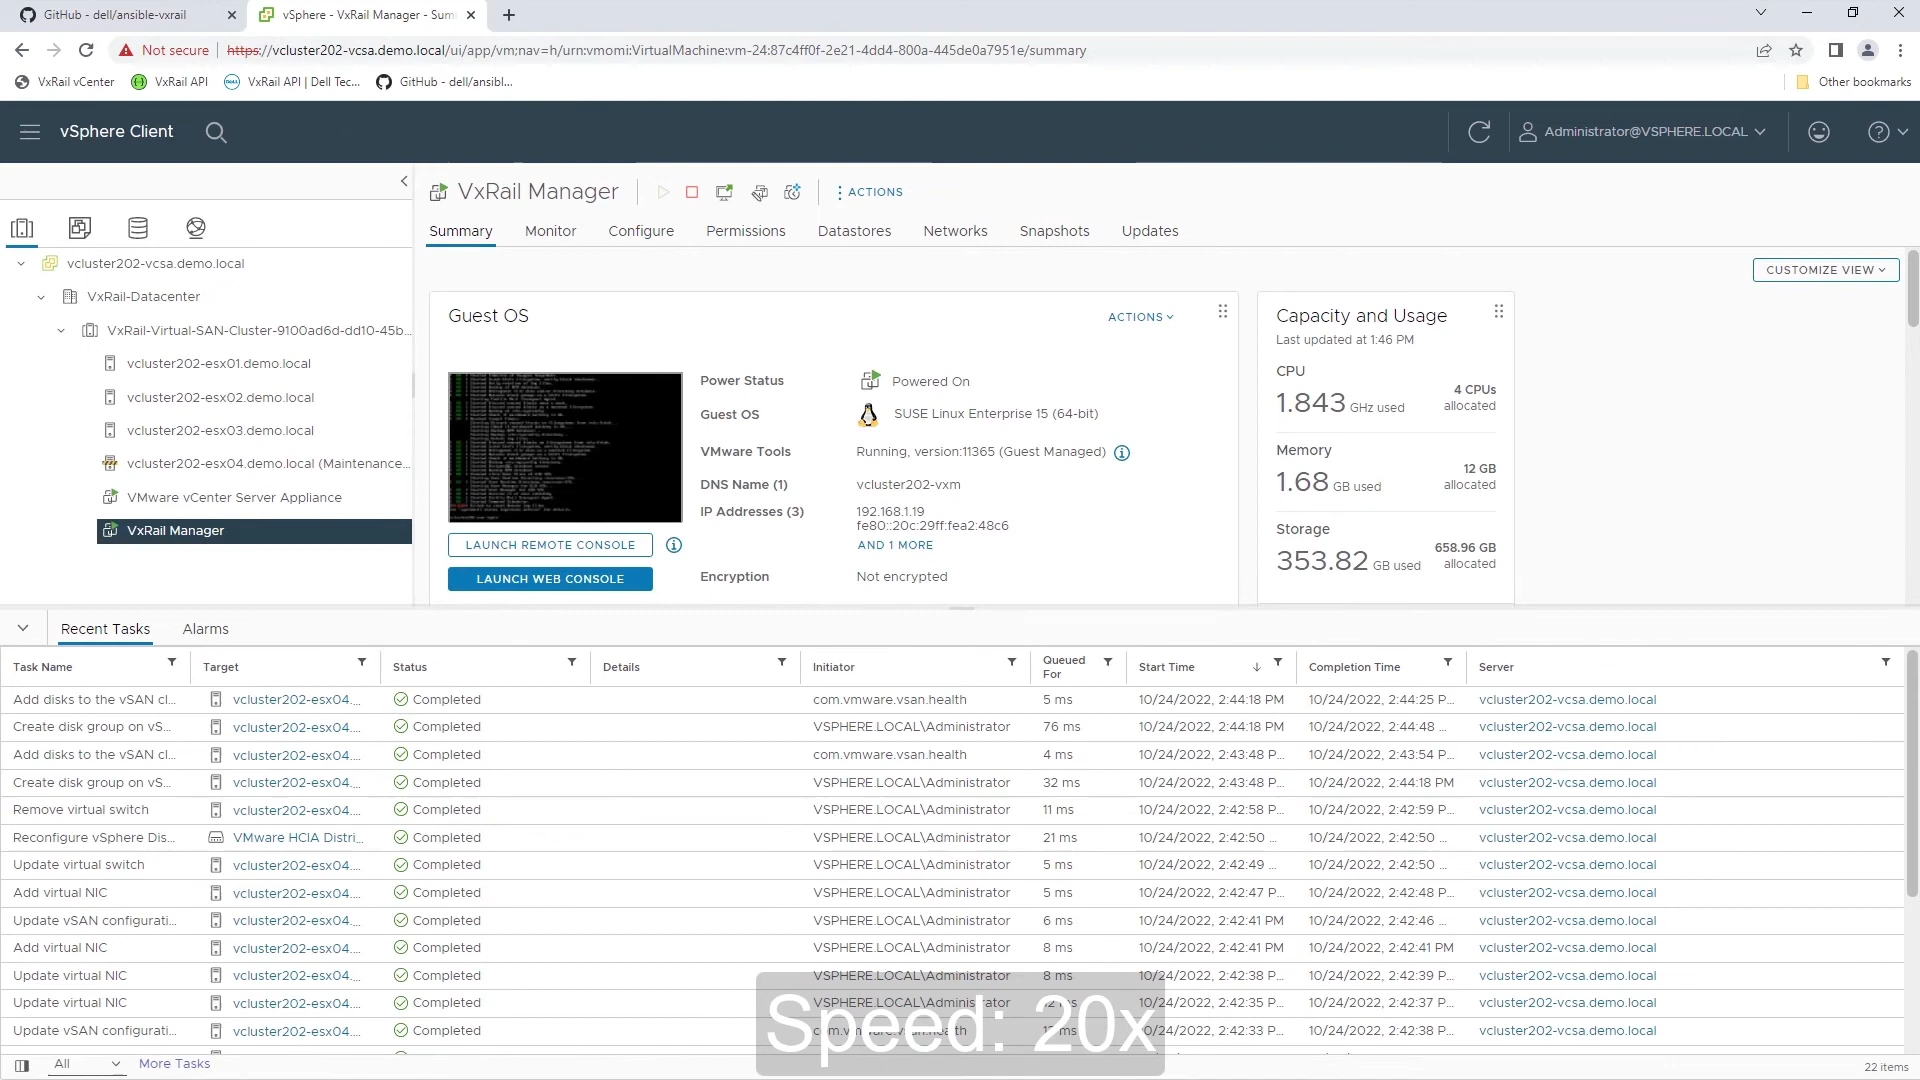 GitHub - dell/ansible-vxrail
vSphere - VxRail Manager - Sum
Not secure
https://vcluster202-vcsa.demo.local/ui/app/vm;nav=h/urn:vmomi:VirtualMachine:vm-24:87c4ff0f-2e21-4dd4-800a-445de0a7951e/summary
VxRail vCenter
VxRail API
VxRail API | Dell Tec...
GitHub - dell/ansibl...
Other bookmarks
vSphere Client
Administrator@VSPHERE.LOCAL
VxRail Manager
ACTIONS
Summary Monitor Configure Permissions Datastores Networks Snapshots Updates
vcluster202-vcsa.demo.local
VxRail-Datacenter
VxRail-Virtual-SAN-Cluster-9100ad6d-dd10-45b...
vcluster202-esx01.demo.local
vcluster202-esx02.demo.local
vcluster202-esx03.demo.local
vcluster202-esx04.demo.local (Maintenance...
VMware vCenter Server Appliance
VxRail Manager
CUSTOMIZE VIEW
Guest OS
ACTIONS
LAUNCH REMOTE CONSOLE
LAUNCH WEB CONSOLE
Power Status Powered On
Guest OS SUSE Linux Enterprise 15 (64-bit)
VMware Tools Running, version:11365 (Guest Managed)
DNS Name (1) vcluster202-vxm
IP Addresses (3) 192.168.1.19
fe80::20c:29ff:fea2:48c6
AND 1 MORE
Encryption Not encrypted
Capacity and Usage
Last updated at 1:46 PM
CPU
1.843 GHz used
4 CPUs
allocated
Memory
1.68 GB used
12 GB
allocated
Storage
353.82 GB used
658.96 GB
allocated
Recent Tasks Alarms
Task Name Target Status Details Initiator Queued For Start Time Completion Time Server
Add disks to the vSAN cl... vcluster202-esx04.... Completed com.vmware.vsan.health 5 ms 10/24/2022, 2:44:18 PM 10/24/2022, 2:44:25 P... vcluster202-vcsa.demo.local
Create disk group on vS... vcluster202-esx04.... Completed VSPHERE.LOCAL\Administrator 76 ms 10/24/2022, 2:44:18 PM 10/24/2022, 2:44:48 ... vcluster202-vcsa.demo.local
Add disks to the vSAN cl... vcluster202-esx04.... Completed com.vmware.vsan.health 4 ms 10/24/2022, 2:43:48 P... 10/24/2022, 2:43:54 P... vcluster202-vcsa.demo.local
Create disk group on vS... vcluster202-esx04.... Completed VSPHERE.LOCAL\Administrator 32 ms 10/24/2022, 2:43:48 P... 10/24/2022, 2:44:18 PM vcluster202-vcsa.demo.local
Remove virtual switch vcluster202-esx04.... Completed VSPHERE.LOCAL\Administrator 11 ms 10/24/2022, 2:42:58 P... 10/24/2022, 2:42:59 P... vcluster202-vcsa.demo.local
Reconfigure vSphere Dis... VMware HCIA Distri... Completed VSPHERE.LOCAL\Administrator 21 ms 10/24/2022, 2:42:50 ... 10/24/2022, 2:42:50 ... vcluster202-vcsa.demo.local
Update virtual switch vcluster202-esx04.... Completed VSPHERE.LOCAL\Administrator 5 ms 10/24/2022, 2:42:49 ... 10/24/2022, 2:42:50 ... vcluster202-vcsa.demo.local
Add virtual NIC vcluster202-esx04.... Completed VSPHERE.LOCAL\Administrator 5 ms 10/24/2022, 2:42:47 P... 10/24/2022, 2:42:48 P... vcluster202-vcsa.demo.local
Update vSAN configurati... vcluster202-esx04.... Completed VSPHERE.LOCAL\Administrator 6 ms 10/24/2022, 2:42:41 PM 10/24/2022, 2:42:46 ... vcluster202-vcsa.demo.local
Add virtual NIC vcluster202-esx04.... Completed VSPHERE.LOCAL\Administrator 8 ms 10/24/2022, 2:42:41 PM 10/24/2022, 2:42:41 PM vcluster202-vcsa.demo.local
Update virtual NIC vcluster202-esx04.... Completed VSPHERE.LOCAL\Administrator 8 ms 10/24/2022, 2:42:38 P... 10/24/2022, 2:42:39 P... vcluster202-vcsa.demo.local
Update virtual NIC vcluster202-esx04.... Completed VSPHERE.LOCAL\Administrator ms 10/24/2022, 2:42:35 P... 10/24/2022, 2:42:37 P... vcluster202-vcsa.demo.local
Update vSAN configurati... vcluster202-esx04.... Completed com.vmware.vsan.health ms 10/24/2022, 2:42:33 P... 10/24/2022, 2:42:38 P... vcluster202-vcsa.demo.local
Speed: 20x
All More Tasks 22 items